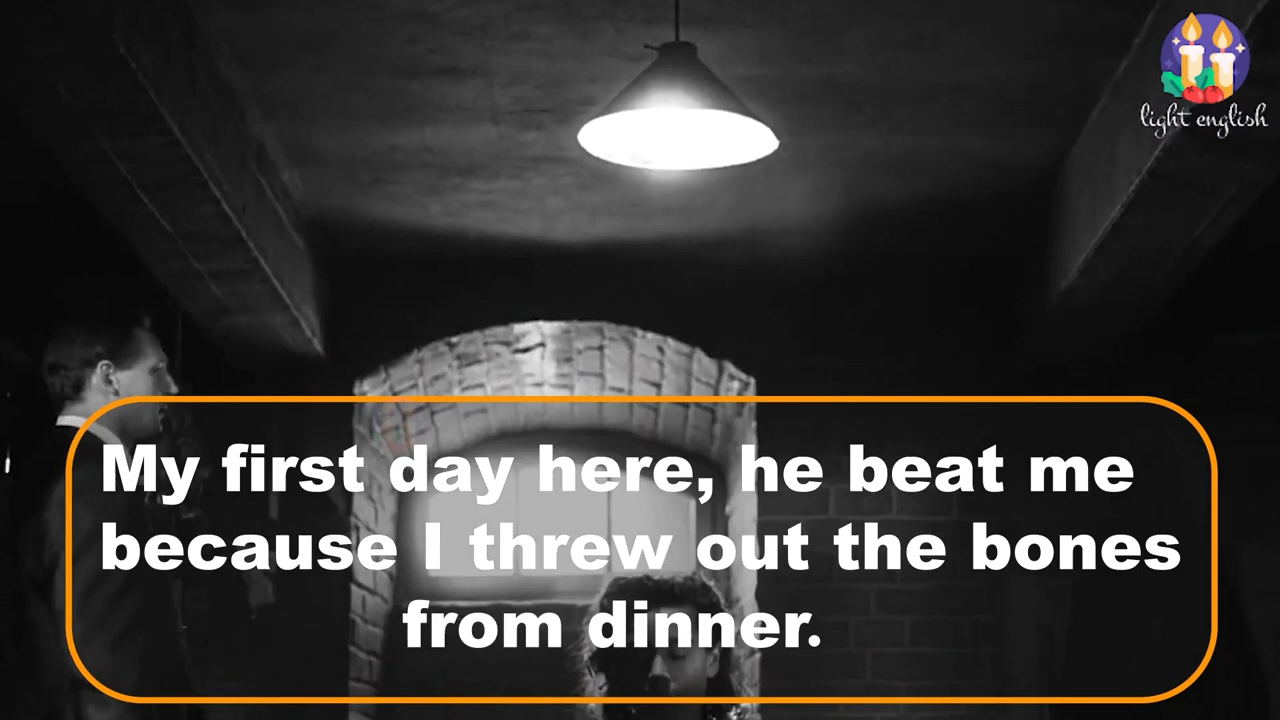 light english
My first day here, he beat me
because I threw out the bones
from dinner.